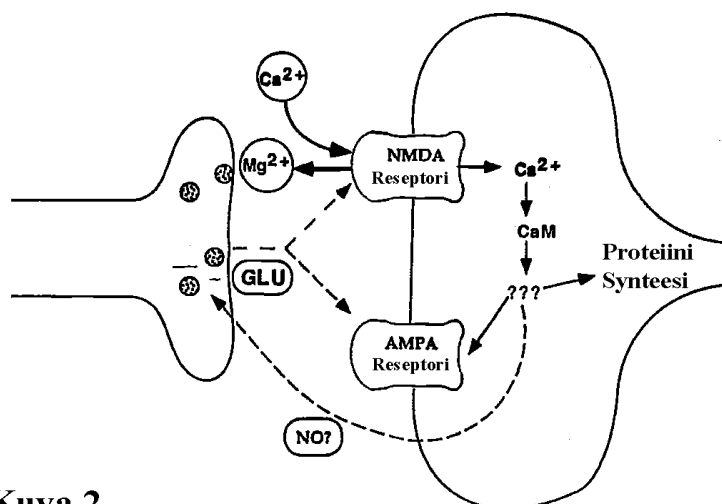 Ca2+
Mg2+
NMDA
Reseptori
Ca2+
CaM
Proteiini
Synteesi
???
GLU
AMPA
Reseptori
NO?
Kuva 2